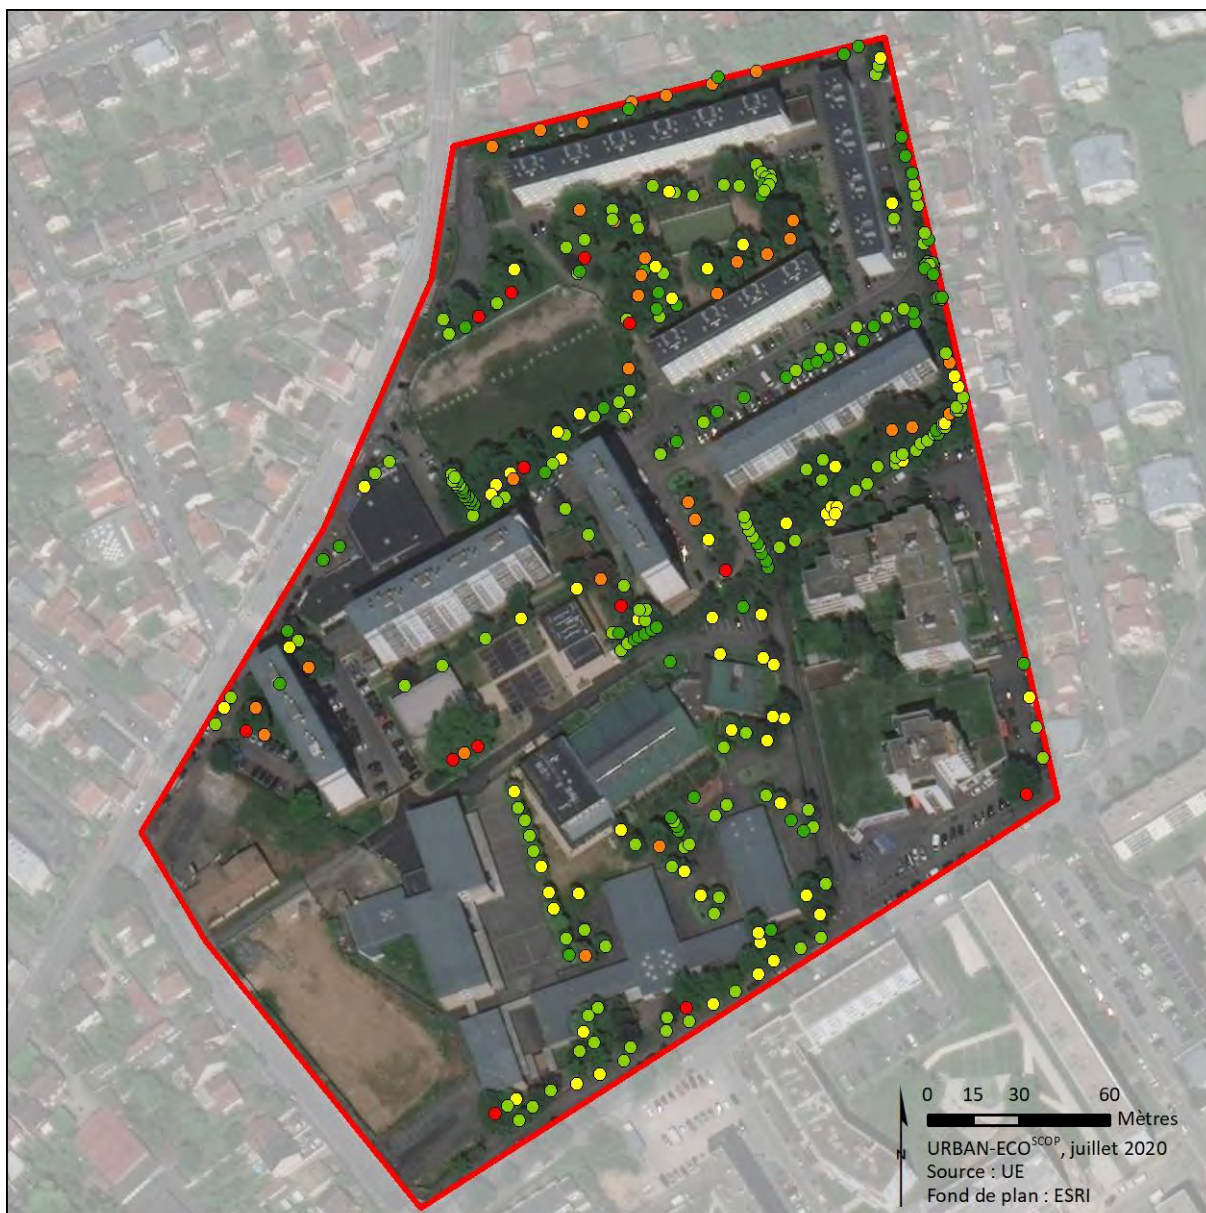 0 15 30 60
Mètres
URBAN-ECO^SCOP, juillet 2020
N
Source : UE
Fond de plan : ESRI